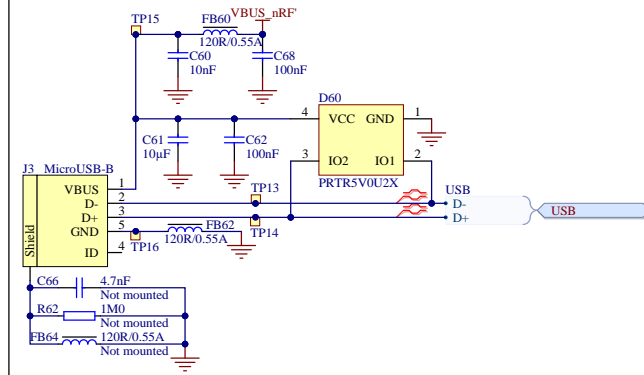 TP15
FB60
VBUS_nRF'
120R/0.55A
C60
10nF
C68
100nF
D60
4 VCC GND 1
C61
10µF
C62
100nF
3 IO2 IO1 2
PRTR5V0U2X
J3 MicroUSB-B
VBUS 1
D- 2
D+ 3
GND 5
ID 4
Shield
TP13
TP14
TP16
FB62
120R/0.55A
USB
D-
D+
USB
C66 4.7nF
Not mounted
R62 1M0
Not mounted
FB64 120R/0.55A
Not mounted